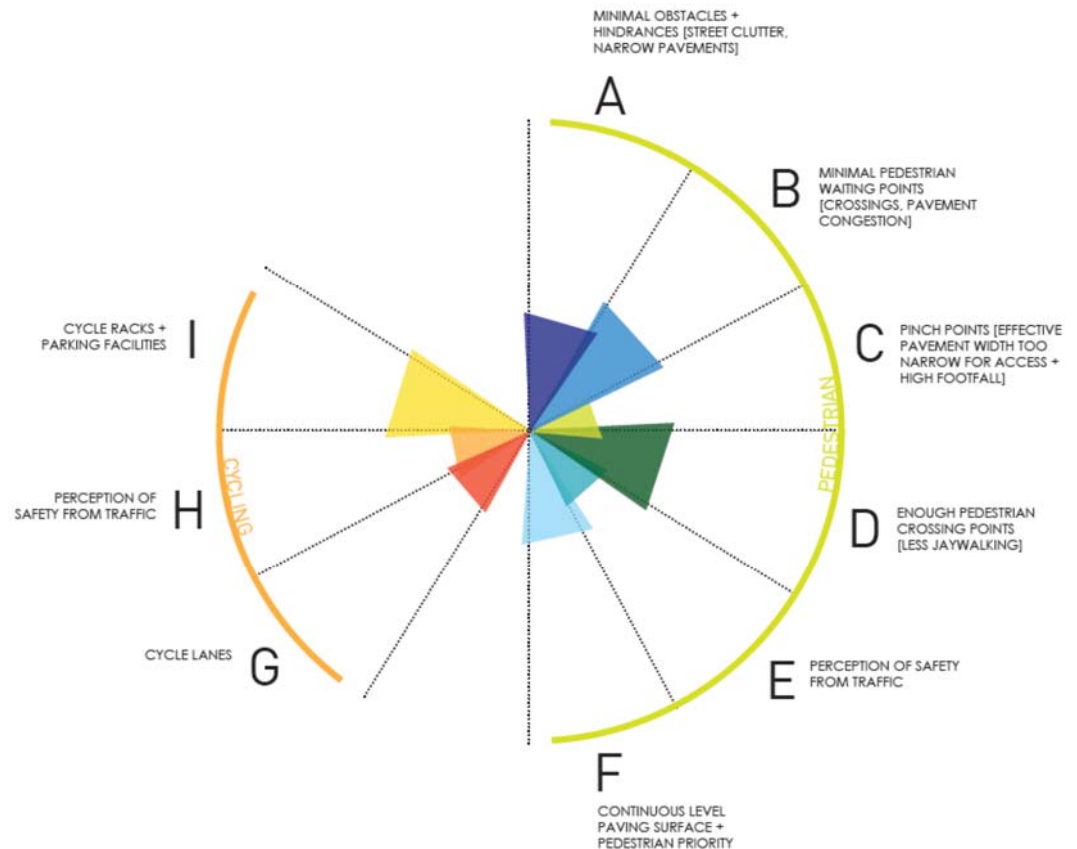 MINIMAL OBSTACLES +
HINDRANCES [STREET CLUTTER,
NARROW PAVEMENTS]
A
B
MINIMAL PEDESTRIAN
WAITING POINTS
[CROSSINGS, PAVEMENT
CONGESTION]
C
PINCH POINTS [EFFECTIVE
PAVEMENT WIDTH TOO
NARROW FOR ACCESS +
HIGH FOOTFALL]
PEDESTRIAN
D
ENOUGH PEDESTRIAN
CROSSING POINTS
[LESS JAYWALKING]
E
PERCEPTION OF SAFETY
FROM TRAFFIC
F
CONTINUOUS LEVEL
PAVING SURFACE +
PEDESTRIAN PRIORITY
CYCLE LANES
G
PERCEPTION OF
SAFETY FROM TRAFFIC
H
CYCLING
CYCLE RACKS +
PARKING FACILITIES
I